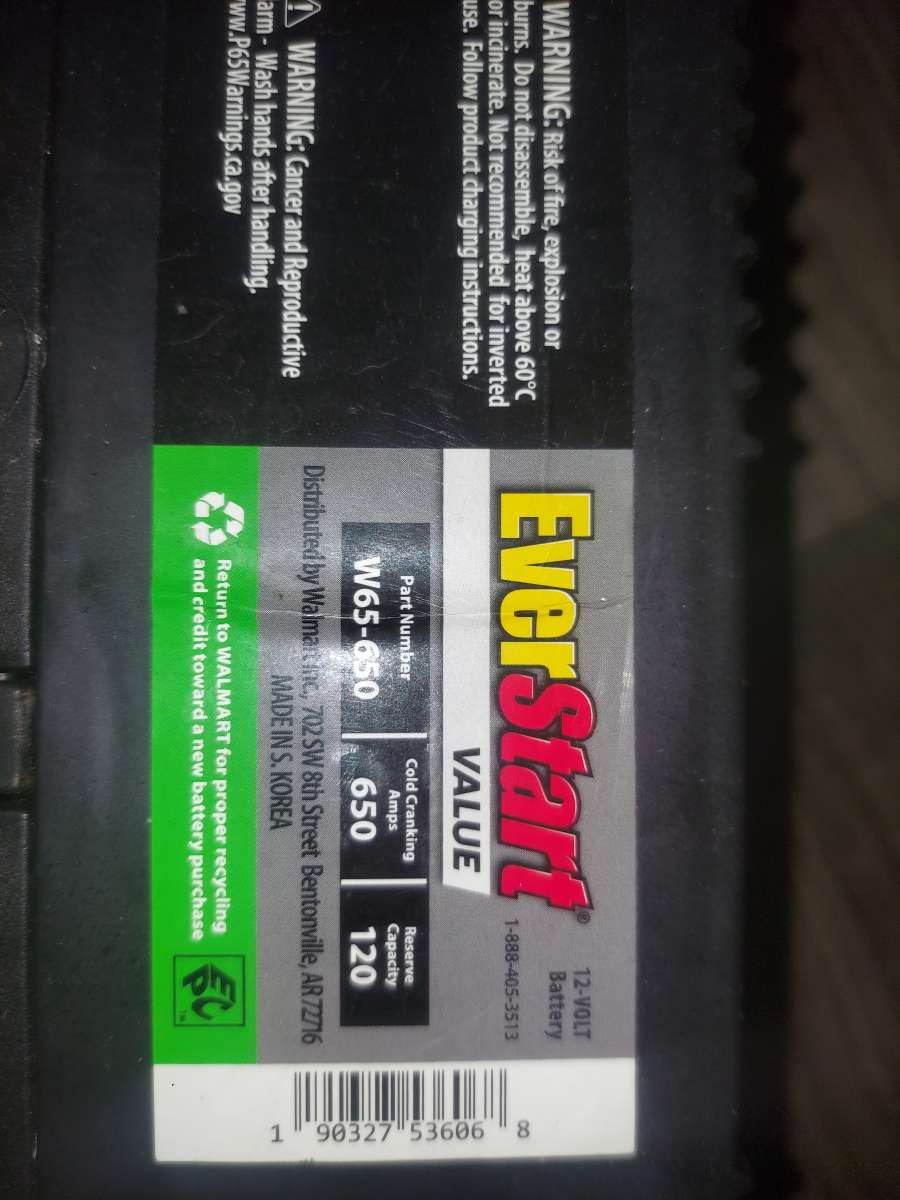 WARNING: Risk of fire, explosion or
burns. Do not disassemble, heat above 60°C
or incinerate. Not recommended for inverted
use. Follow product charging instructions.
⚠ WARNING: Cancer and Reproductive
arm - Wash hands after handling.
ww.P65Warnings.ca.gov
EverStart®
VALUE
12-VOLT
Battery
1-888-405-3513
Part Number
W65-650
Cold Cranking
Amps
650
Reserve
Capacity
120
Distributed by Walmart Inc, 702 SW 8th Street Bentonville, AR 72716
MADE IN S. KOREA
Return to WALMART for proper recycling
and credit toward a new battery purchase
ECP™
1 90327 53606 8